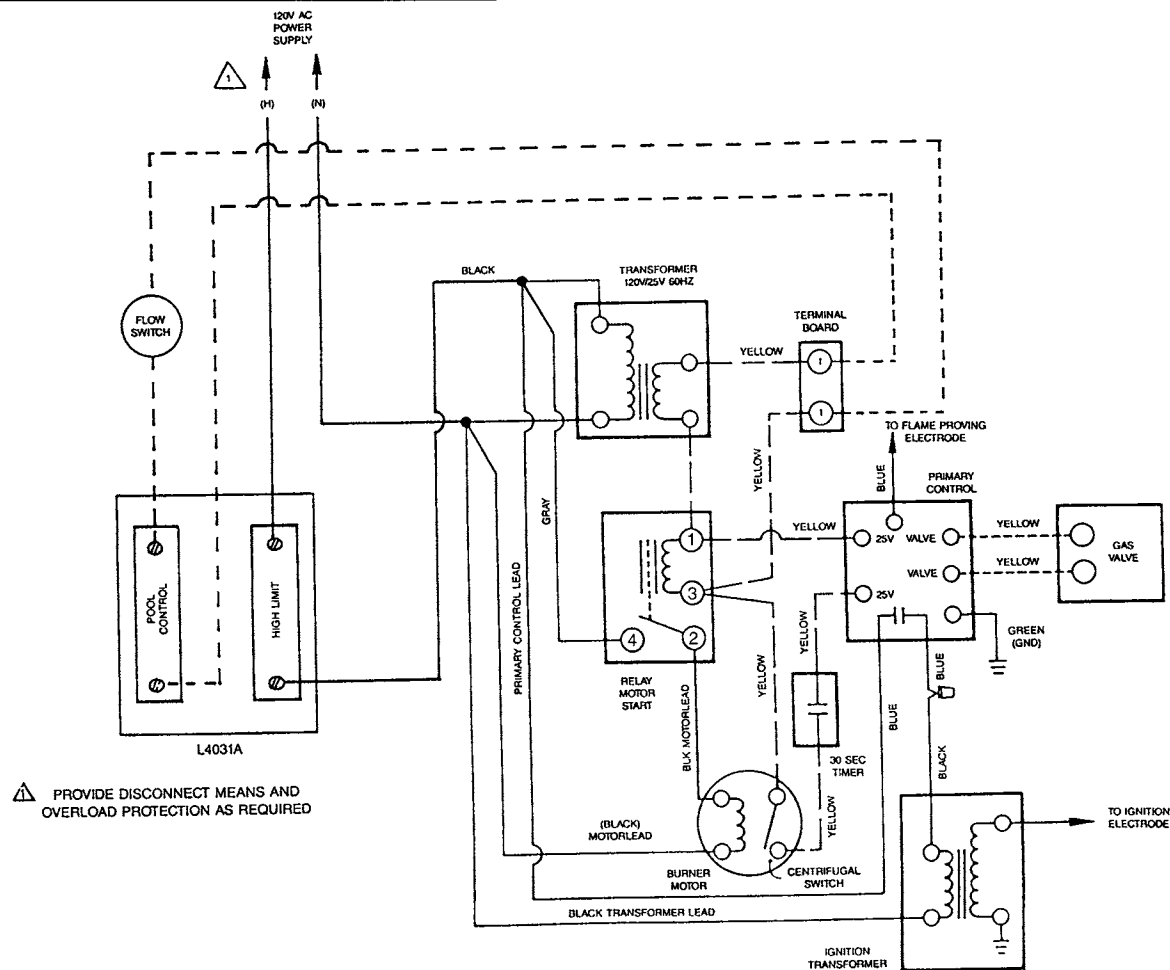 120V AC
POWER
SUPPLY
1
(H)
(N)
BLACK
TRANSFORMER
120V/25V 60HZ
TERMINAL
BOARD
FLOW
SWITCH
YELLOW
1
1
TO FLAME PROVING
ELECTRODE
YELLOW
BLUE
PRIMARY
CONTROL
GRAY
1
YELLOW
25V
VALVE
YELLOW
GAS
VALVE
POOL
CONTROL
HIGH LIMIT
3
VALVE
YELLOW
25V
4
2
PRIMARY CONTROL LEAD
YELLOW
YELLOW
GREEN
(GND)
RELAY
MOTOR
START
BLUE
BLUE
L4031A
BLK MOTORLEAD
30 SEC
TIMER
BLACK
1 PROVIDE DISCONNECT MEANS AND
OVERLOAD PROTECTION AS REQUIRED
(BLACK)
MOTORLEAD
YELLOW
TO IGNITION
ELECTRODE
BURNER
MOTOR
CENTRIFUGAL
SWITCH
BLACK TRANSFORMER LEAD
IGNITION
TRANSFORMER